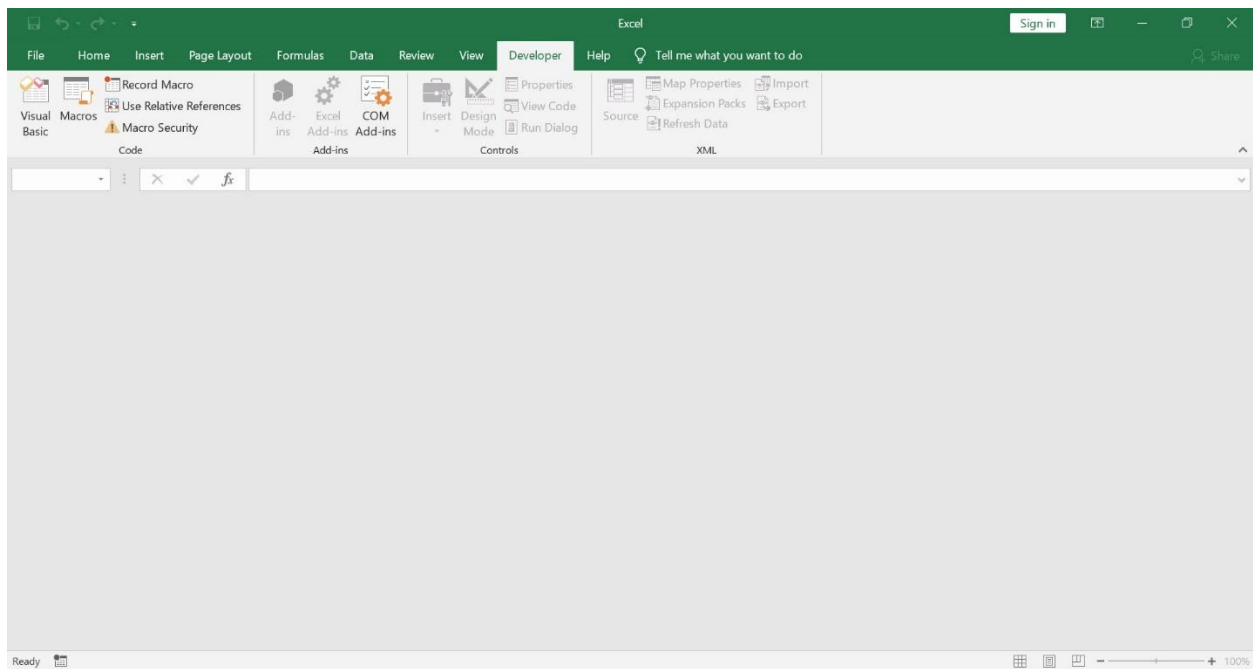 Excel
Sign in
File Home Insert Page Layout Formulas Data Review View Developer Help Tell me what you want to do Share
Visual Basic
Macros
Record Macro
Use Relative References
Macro Security
Code
Add-ins
Excel Add-ins
COM Add-ins
Add-ins
Insert
Design Mode
Properties
View Code
Run Dialog
Controls
Source
Map Properties
Expansion Packs
Refresh Data
Import
Export
XML
fx
Ready
100%